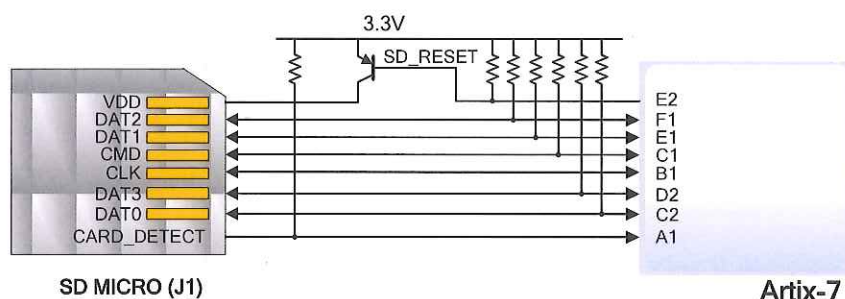 3.3V
SD_RESET
VDD
DAT2
DAT1
CMD
CLK
DAT3
DAT0
CARD_DETECT
E2
F1
E1
C1
B1
D2
C2
A1
SD MICRO (J1)
Artix-7